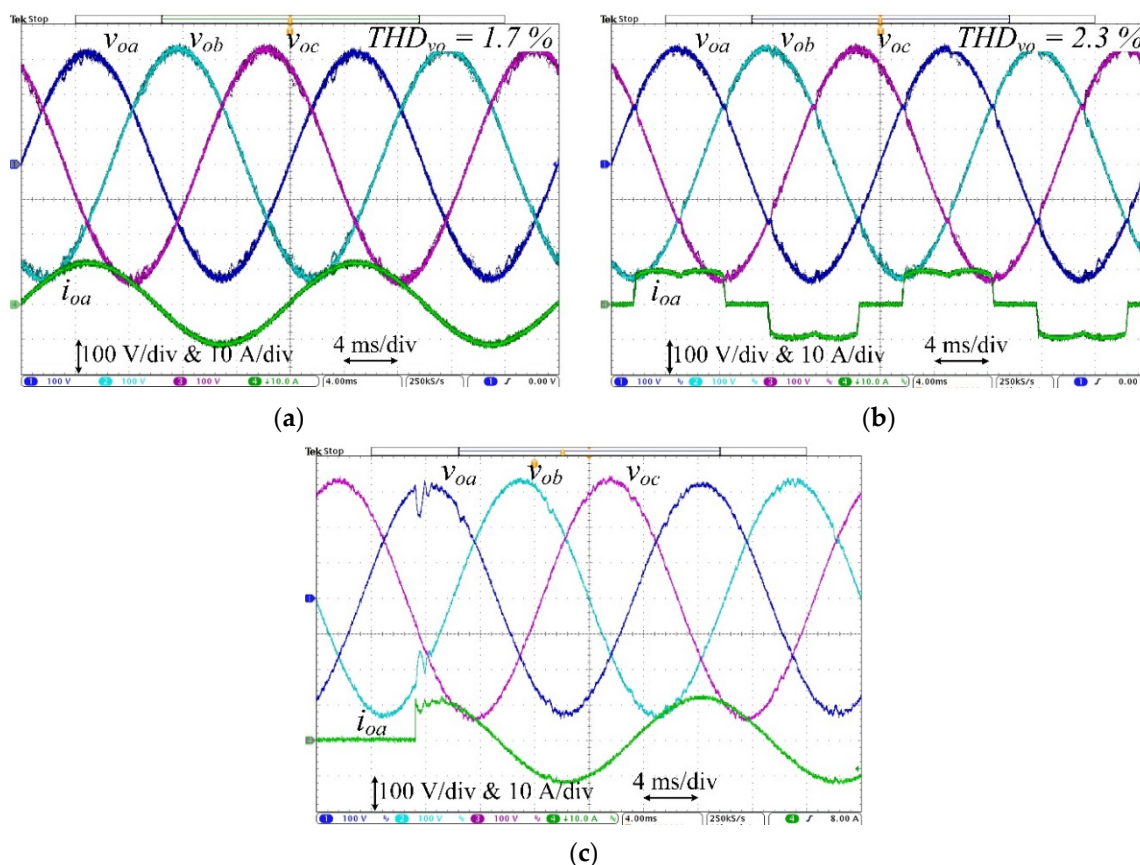 Tek Stop
v_oa v_ob v_oc THD_vo = 1.7 %
i_oa
100 V/div & 10 A/div 4 ms/div
1 100 V 2 100 V 3 100 V 4 ↓10.0 A 4.00ms 250kS/s 1 0.00 V
(a)
Tek Stop
v_oa v_ob v_oc THD_vo = 2.3 %
i_oa
100 V/div & 10 A/div 4 ms/div
1 100 V 2 100 V 3 100 V 4 ↓10.0 A 4.00ms 250kS/s 1 0.00
(b)
Tek Stop
v_oa v_ob v_oc
i_oa
100 V/div & 10 A/div 4 ms/div
1 100 V 2 100 V 3 100 V 4 ↓10.0 A 4.00ms 250kS/s 4 8.00 A
(c)